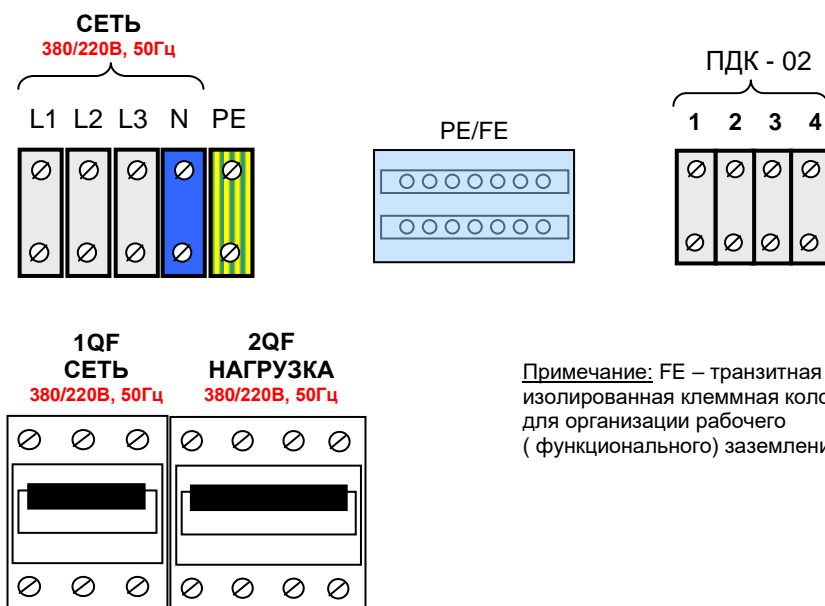 СЕТЬ
380/220В, 50Гц
L1 L2 L3 N PE
PE/FE
ПДК - 02
1 2 3 4
1QF
СЕТЬ
380/220В, 50Гц
2QF
НАГРУЗКА
380/220В, 50Гц
Примечание: FE – транзитная
изолированная клеммная
для организации рабочего
( функционального)